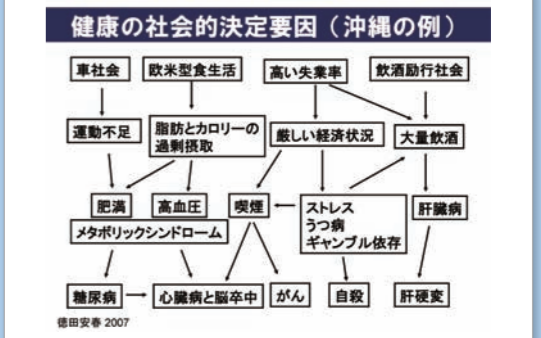 健康の社会的決定要因（沖縄の例）
車社会
欧米型食生活
高い失業率
飲酒励行社会
運動不足
脂肪とカロリーの
過剰摂取
厳しい経済状況
大量飲酒
肥満
高血圧
メタボリックシンドローム
喫煙
ストレス
うつ病
ギャンブル依存
肝臓病
糖尿病
心臓病と脳卒中
がん
自殺
肝硬変
徳田安春 2007